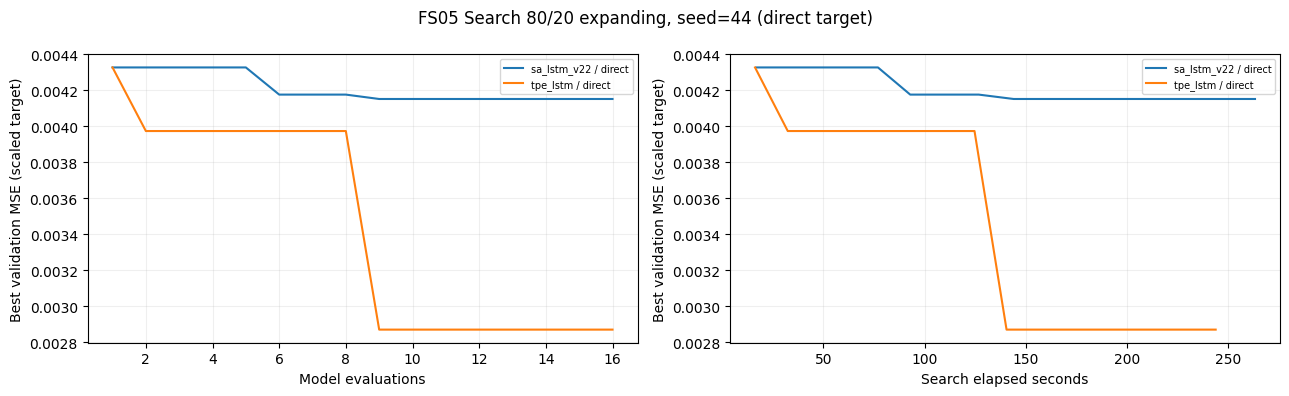 FS05 Search 80/20 expanding, seed=44 (direct target)
Best validation MSE (scaled target)
0.0044
0.0042
0.0040
0.0038
0.0036
0.0034
0.0032
0.0030
0.0028
sa_lstm_v22 / direct
tpe_lstm / direct
2 4 6 8 10 12 14 16
Model evaluations
Best validation MSE (scaled target)
0.0044
0.0042
0.0040
0.0038
0.0036
0.0034
0.0032
0.0030
0.0028
sa_lstm_v22 / direct
tpe_lstm / direct
50 100 150 200 250
Search elapsed seconds